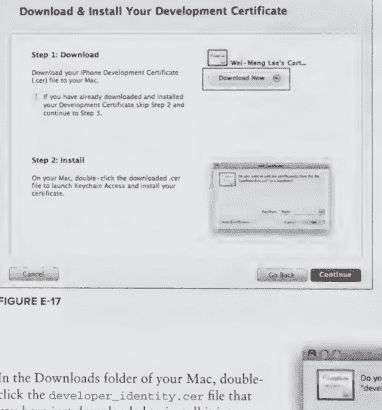 Download & Install Your Development Certificate
Step 1: Download
Download your iPhone Development Certificate
(.cer) file to your Mac.
If you have already downloaded and installed
your Development Certificate skip Step 2 and
continue to Step 3.
Wei-Meng Lee's Cert...
Download Now
Step 2: Install
On your Mac, double-click the downloaded .cer
file to launch Keychain Access and install your
certificate.
Cancel
Go Back
Continue
FIGURE E-17
In the Downloads folder of your Mac, double-
click the developer_identity.cer file that
Do yo
"devel